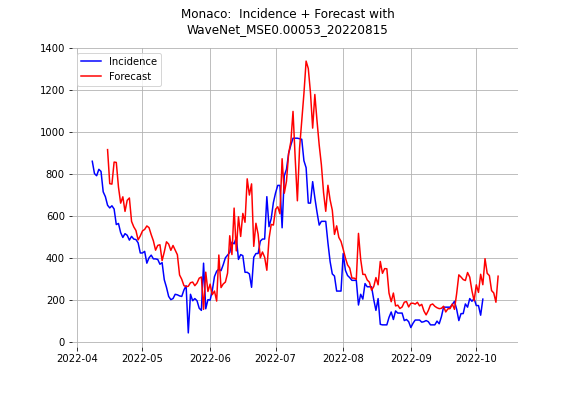 Monaco: Incidence + Forecast with
WaveNet_MSE0.00053_20220815
1400
1200
1000
800
600
400
200
0
Incidence
Forecast
2022-04 2022-05 2022-06 2022-07 2022-08 2022-09 2022-10